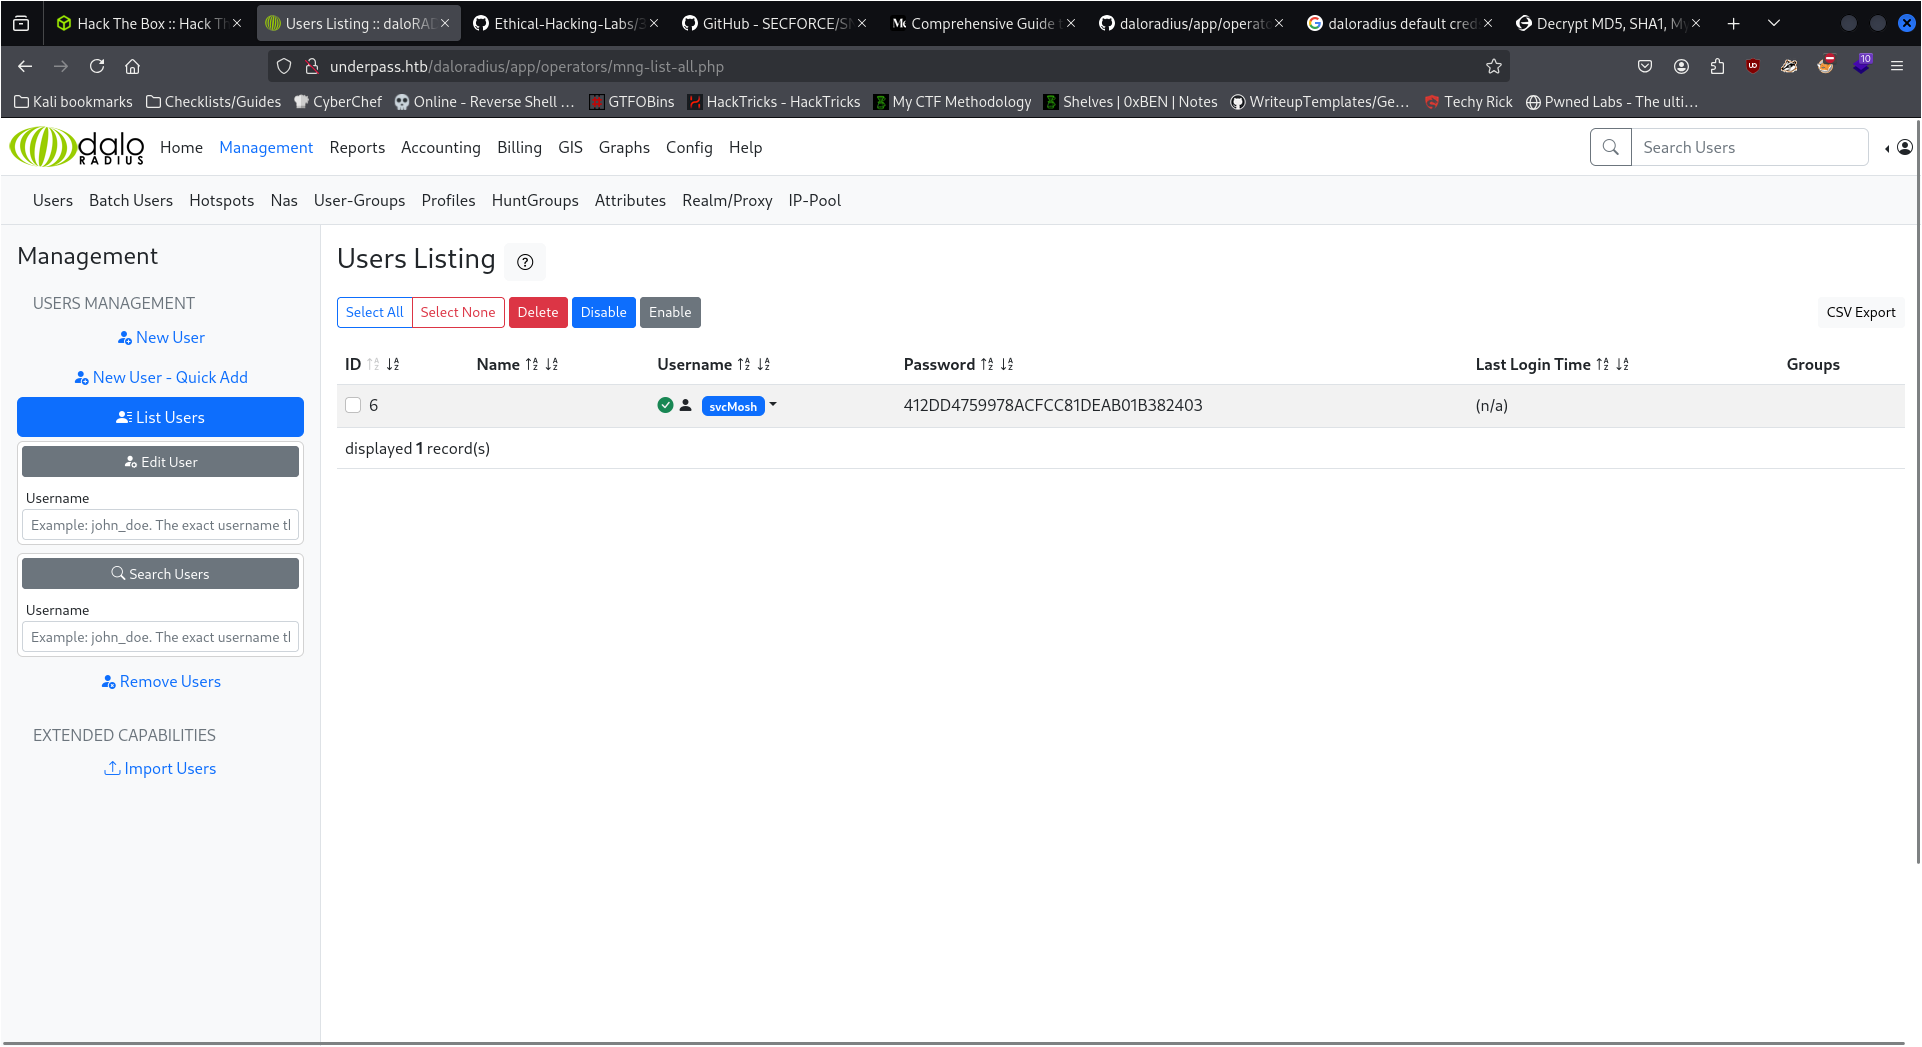 Hack The Box :: Hack Th
Users Listing :: daloRAD
Ethical-Hacking-Labs/3
GitHub - SECFORCE/SN
Comprehensive Guide t
daloradius/app/operato
daloradius default cred
Decrypt MD5, SHA1, My
underpass.htb/daloradius/app/operators/mng-list-all.php
10
Kali bookmarks
Checklists/Guides
CyberChef
Online - Reverse Shell ...
GTFOBins
HackTricks - HackTricks
My CTF Methodology
Shelves | 0xBEN | Notes
WriteupTemplates/Ge...
Techy Rick
Pwned Labs - The ulti...
dalo
RADIUS
Home Management Reports Accounting Billing GIS Graphs Config Help
Search Users
Users Batch Users Hotspots Nas User-Groups Profiles HuntGroups Attributes Realm/Proxy IP-Pool
Management
USERS MANAGEMENT
New User
New User - Quick Add
List Users
Edit User
Username
Example: john_doe. The exact username tl
Search Users
Username
Example: john_doe. The exact username tl
Remove Users
EXTENDED CAPABILITIES
Import Users
Users Listing
Select All Select None Delete Disable Enable
CSV Export
ID Name Username Password Last Login Time Groups
6 svcMosh 412DD4759978ACFCC81DEAB01B382403 (n/a)
displayed 1 record(s)